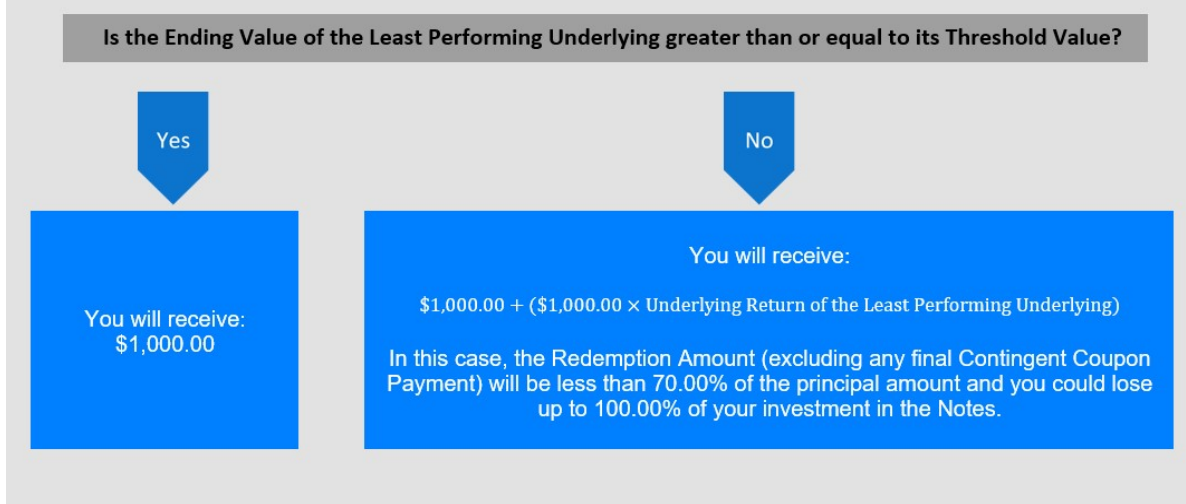 Is the Ending Value of the Least Performing Underlying greater than or equal to its Threshold Value?
Yes
No
You will receive:
$1,000.00
You will receive:
$1,000.00 + ($1,000.00 × Underlying Return of the Least Performing Underlying)
In this case, the Redemption Amount (excluding any final Contingent Coupon
Payment) will be less than 70.00% of the principal amount and you could lose
up to 100.00% of your investment in the Notes.